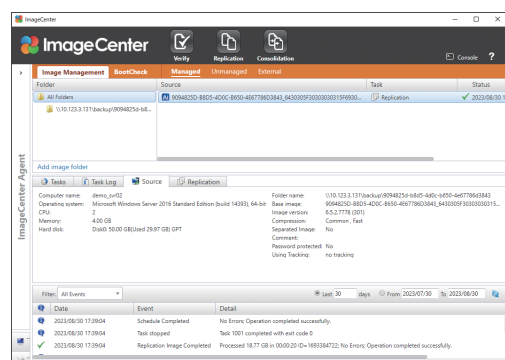 ImageCenter
ImageCenter
Verify
Replication
Consolidation
Console
?
Image Management
BootCheck
Managed
Unmanaged
External
Folder
Source
Task
Status
All Folders
9094825D-B8D5-4D0C-B650-4E67786D3843_6430305F30303030315F6930...
Replication
2023/08/30 1
\\10.123.3.131\backup\9094825d-b8...
ImageCenter Agent
Add image folder
Tasks
Task Log
Source
Replication
Computer name: demo_srv02
Operating system: Microsoft Windows Server 2016 Standard Edition (build 14393), 64-bit
CPU: 2
Memory: 4.00 GB
Hard disk: Disk0: 50.00 GB(Used 29.97 GB) GPT
Folder name: \\10.123.3.131\backup\9094825d-b8d5-4d0c-b650-4e67786d3843
Base image: 9094825D-B8D5-4D0C-B650-4E67786D3843_6430305F30303030315...
Image version: 6.5.2.7778 (301)
Compression: Common , Fast
Separated Image: No
Comment:
Password protected: No
Using Tracking: no tracking
Filter: All Events
Last 30 days
From 2023/07/30 To 2023/08/30
Date
Event
Detail
2023/08/30 17:39:04 Schedule Completed No Errors; Operation completed successfully.
2023/08/30 17:39:04 Task stopped Task 1001 completed with exit code 0
2023/08/30 17:39:04 Replication Image Completed Processed 18.77 GB in 00:00:20 ID=1693384722; No Errors; Operation completed successfully.